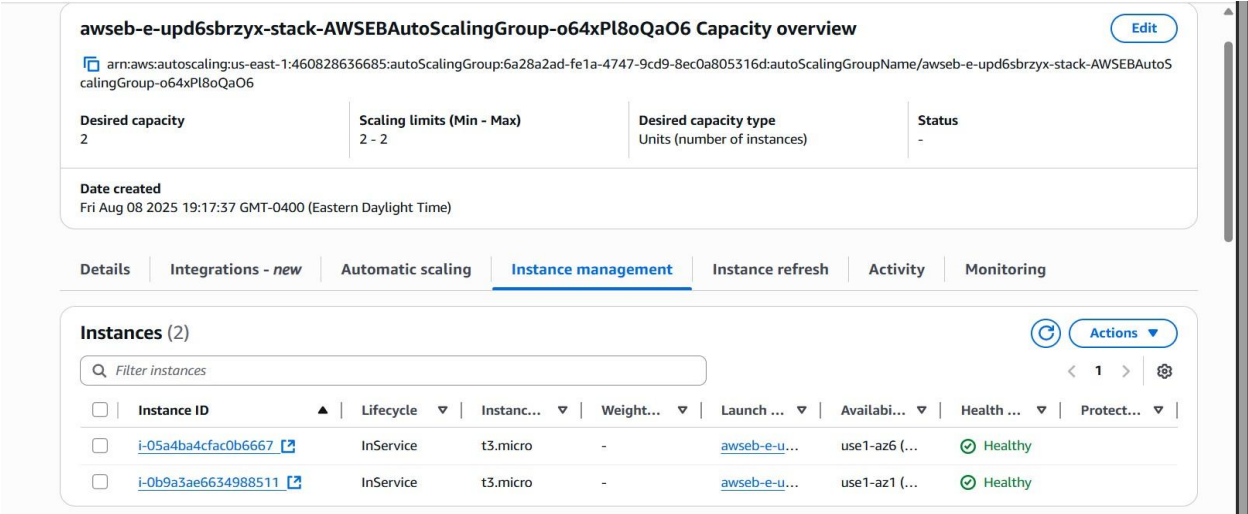 awseb-e-upd6sbrzyx-stack-AWSEBAutoScalingGroup-o64xPl8oQaO6 Capacity overview
Edit
arn:aws:autoscaling:us-east-1:460828636685:autoScalingGroup:6a28a2ad-fe1a-4747-9cd9-8ec0a805316d:autoScalingGroupName/awseb-e-upd6sbrzyx-stack-AWSEBAutoS
calingGroup-o64xPl8oQaO6
Desired capacity Scaling limits (Min - Max) Desired capacity type Status
2 2 - 2 Units (number of instances) -
Date created
Fri Aug 08 2025 19:17:37 GMT-0400 (Eastern Daylight Time)
Details Integrations - new Automatic scaling Instance management Instance refresh Activity Monitoring
Instances (2) Actions
Filter instances 1
Instance ID Lifecycle Instanc... Weight... Launch ... Availabi... Health ... Protect...
i-05a4ba4cfac0b6667 InService t3.micro - awseb-e-u... use1-az6 (... Healthy
i-0b9a3ae6634988511 InService t3.micro - awseb-e-u... use1-az1 (... Healthy